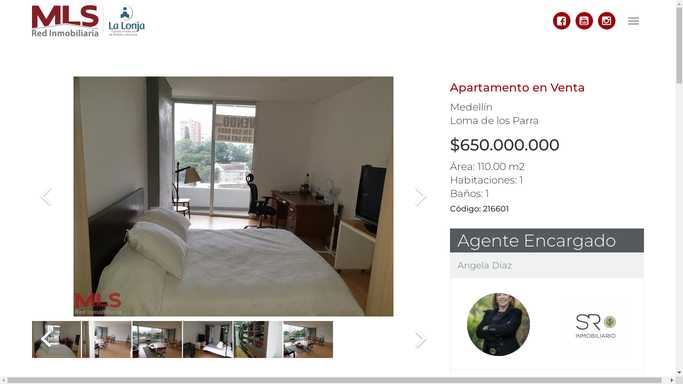 MLS
Red Inmobiliaria
La Lonja
Apartamento en Venta
Medellín
Loma de los Parra
$650.000.000
Área: 110.00 m2
Habitaciones: 1
Baños: 1
Código: 216601
Agente Encargado
Angela Diaz
MLS
Red Inmobiliaria
SR
INMOBILIARIO